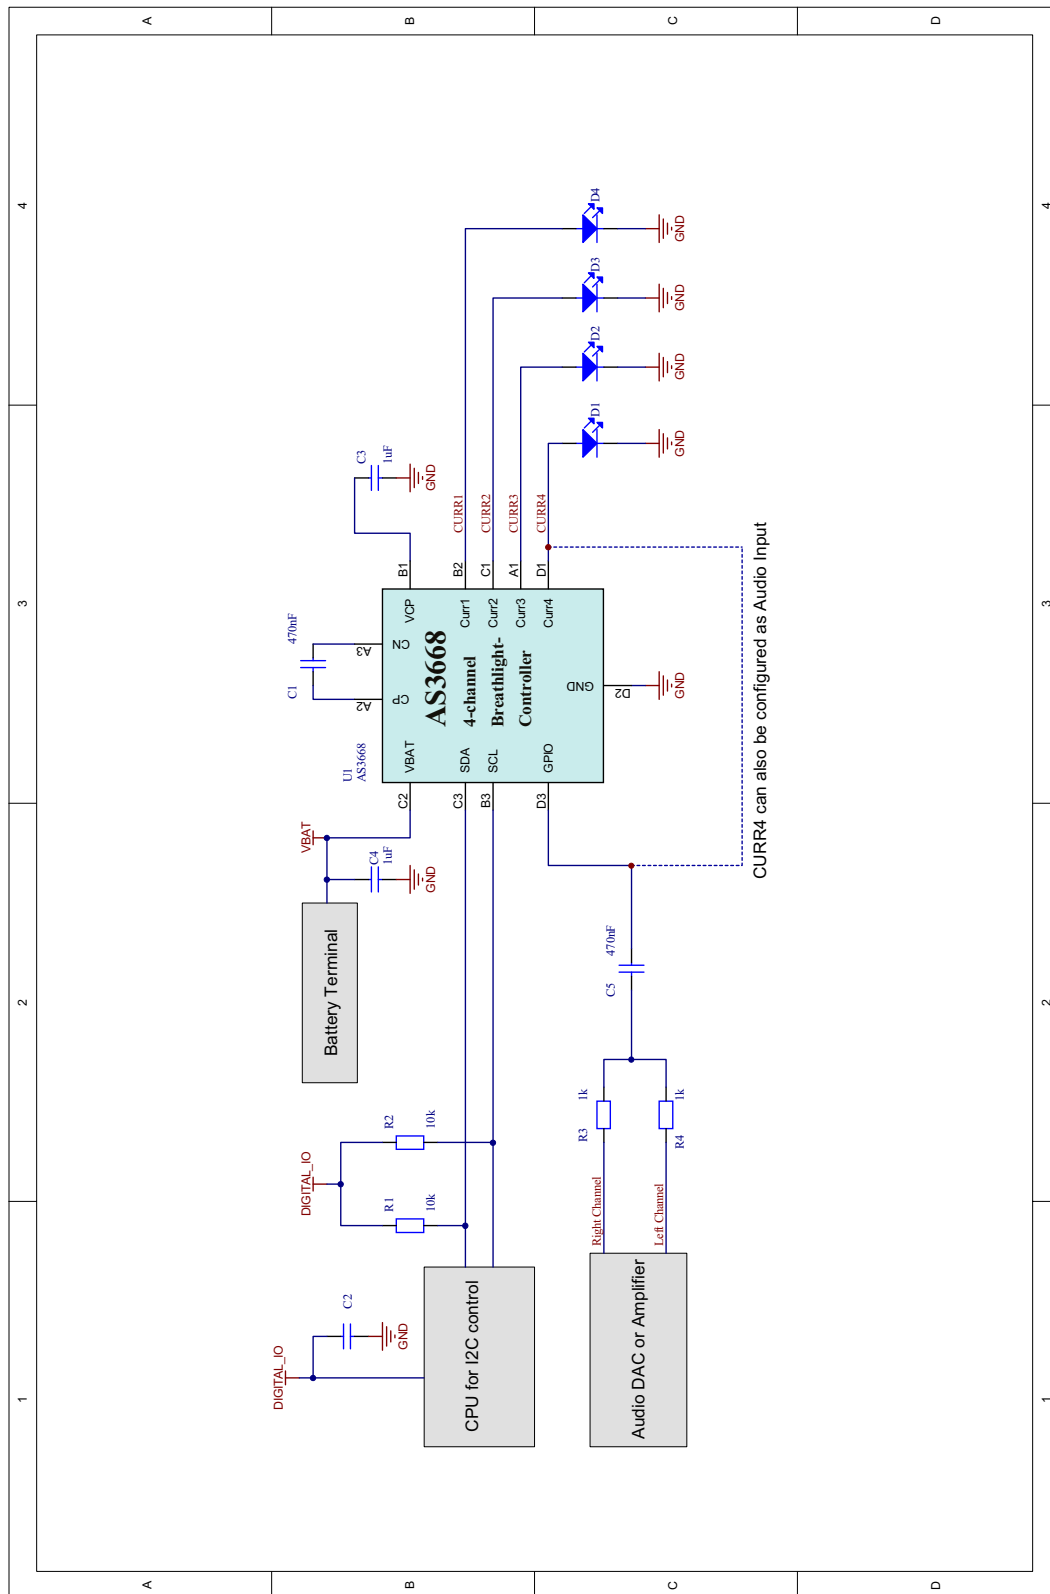 1
2
3
4
A
B
C
D
DIGITAL_IO
C2
GND
CPU for I2C control
DIGITAL_IO
R1
10k
R2
10k
Battery Terminal
VBAT
C4
1uF
GND
U1
AS3668
C1
470nF
C3
1uF
GND
C2
VBAT
C3
SDA
B3
SCL
D3
GPIO
A2
CP
A3
CN
AS3668
4-channel
Breathlight-
Controller
GND
D2
GND
VCP
B1
Curr1
B2
CURR1
Curr2
C1
CURR2
Curr3
A1
CURR3
Curr4
D1
CURR4
D1
GND
D2
GND
D3
GND
D4
GND
Audio DAC or Amplifier
Right Channel
Left Channel
R3
1k
R4
1k
C5
470nF
CURR4 can also be configured as Audio Input
1
2
3
4
A
B
C
D